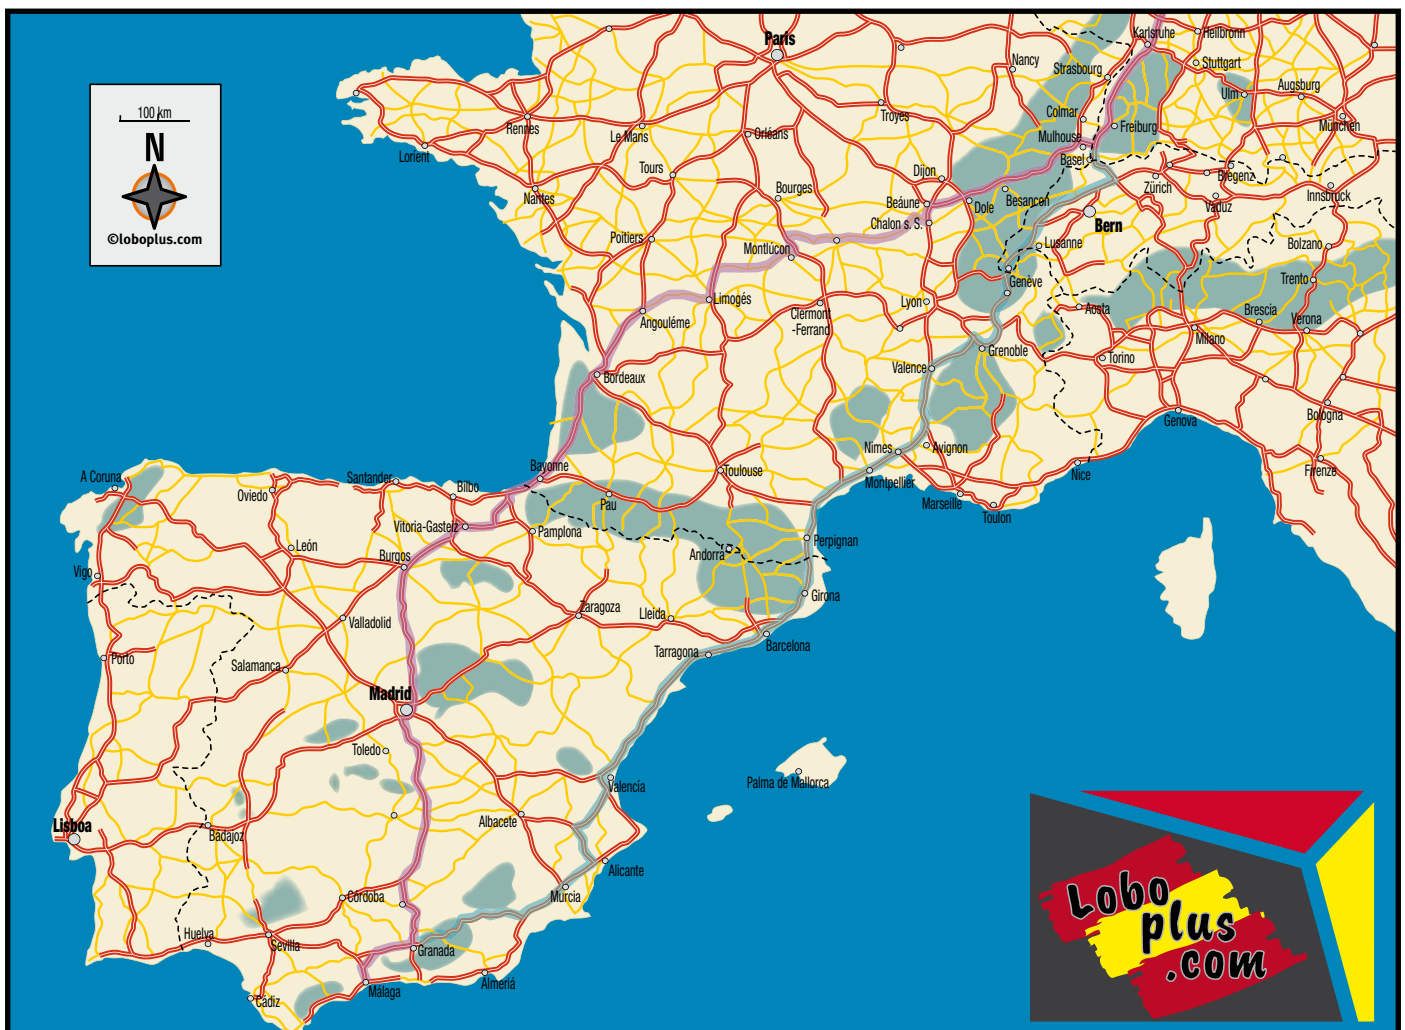 100 km
N
©loboplus.com
París
Karlsruhe
Heilbronn
Nancy
Strasbourg
Stuttgart
Ulm
Augsburg
Troyes
Colmar
München
Rennes
Le Mans
Orléans
Mulhouse
Freiburg
Lorient
Basel
Tours
Dijon
Zürich
Bregenz
Nantes
Bourges
Besancon
Innsbruck
Beáune
Dole
Vaduz
Chalon s. S.
Bern
Poitiers
Montlúcon
Lusanne
Bolzano
Genève
Trento
Limogés
Lyon
Aosta
Angouléme
Clermont
-Ferrand
Brescia
Verona
Milano
Grenoble
Torino
Valence
Bordeaux
Bologna
Genova
Nimes
Avignon
Bayonne
Toulouse
Firenze
A Coruna
Santander
Bilbo
Montpellier
Nice
Oviedo
Pau
Marseille
Toulon
Vitoria-Gasteiz
Pamplona
Perpignan
León
Burgos
Andorra
Vigo
Girona
Zaragoza
Lleida
Valladolid
Barcelona
Porto
Salamanca
Tarragona
Madrid
Toledo
Palma de Mallorca
Valencía
Lisboa
Badajoz
Albacete
Alicante
Córdoba
Murcia
Huelva
Sevilla
Granada
Cádiz
Málaga
Almeriá
Lobo
plus
.com